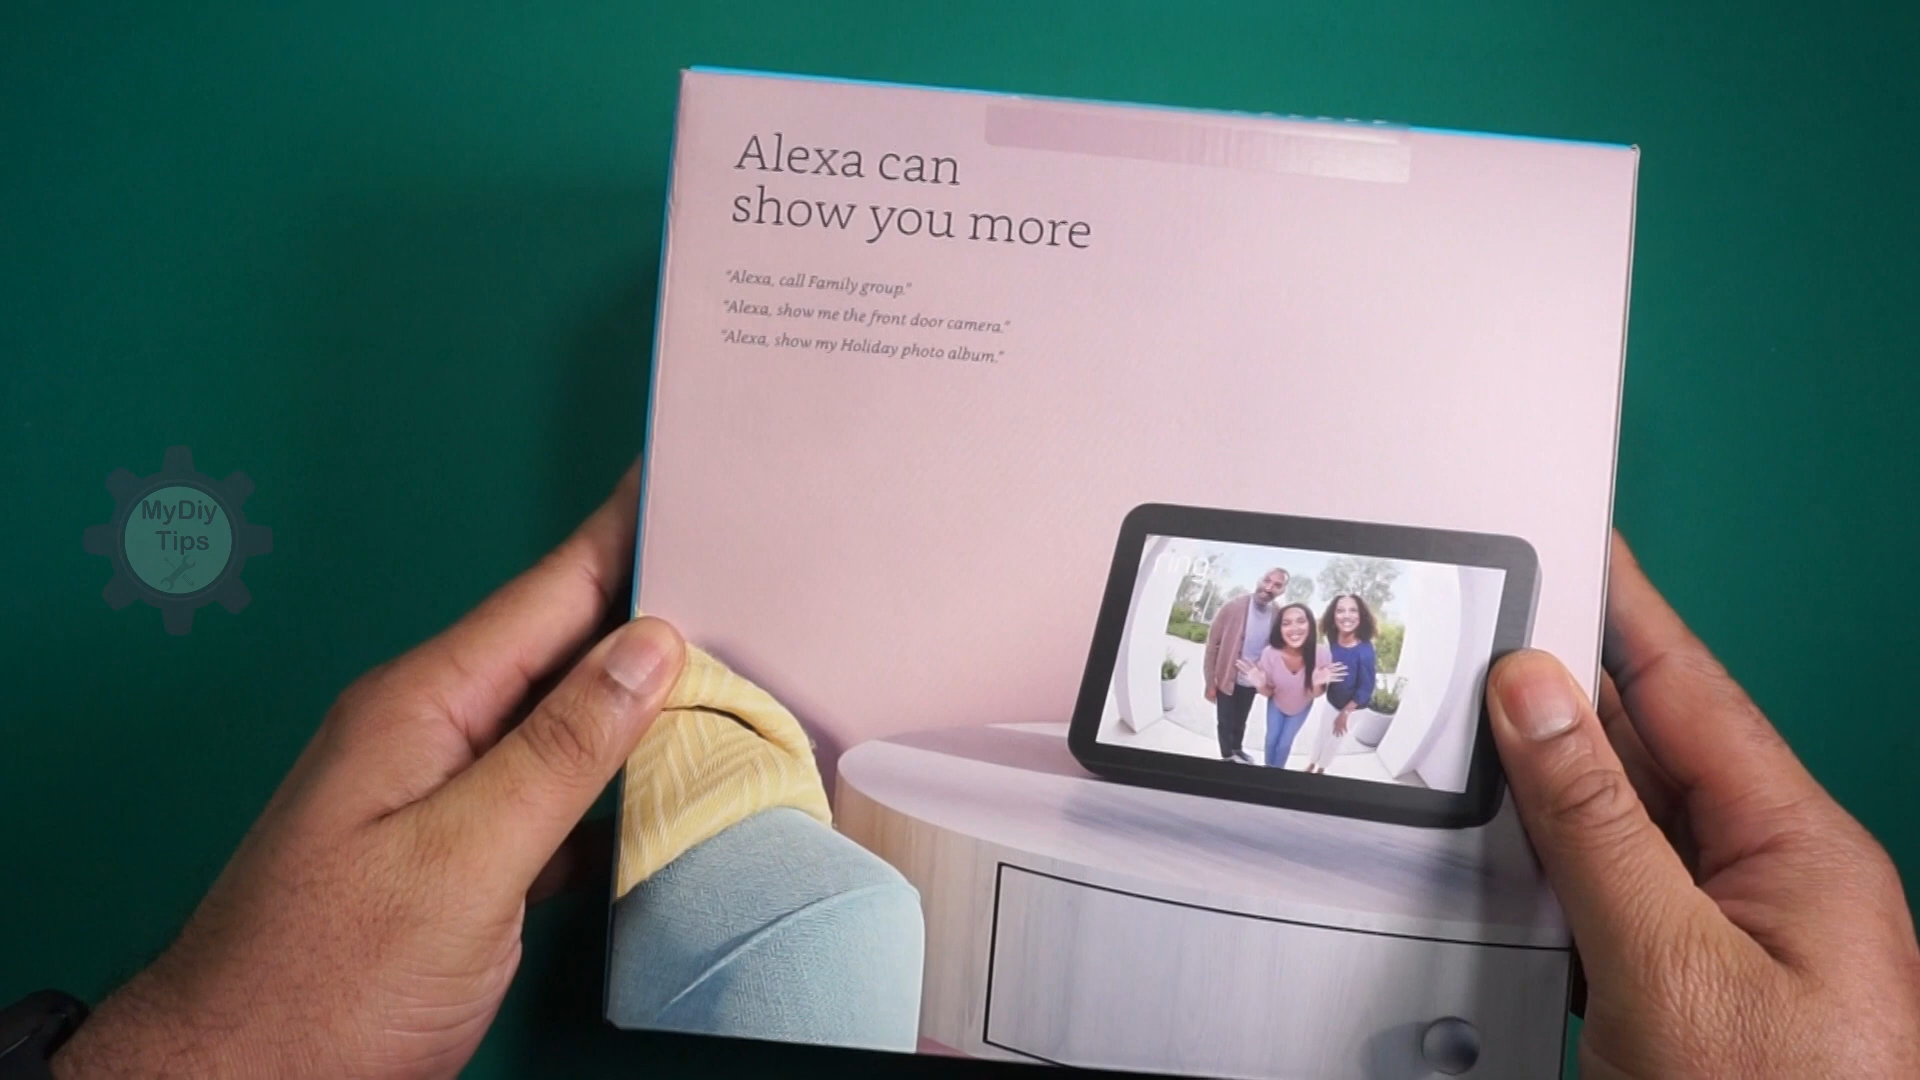 Alexa can
show you more
"Alexa, call Family group."
"Alexa, show me the front door camera."
"Alexa, show my Holiday photo album."
ring
MyDiy
Tips